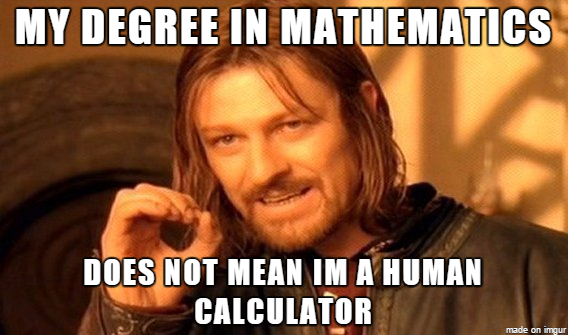 MY DEGREE IN MATHEMATICS
DOES NOT MEAN IM A HUMAN
CALCULATOR
made on imgur